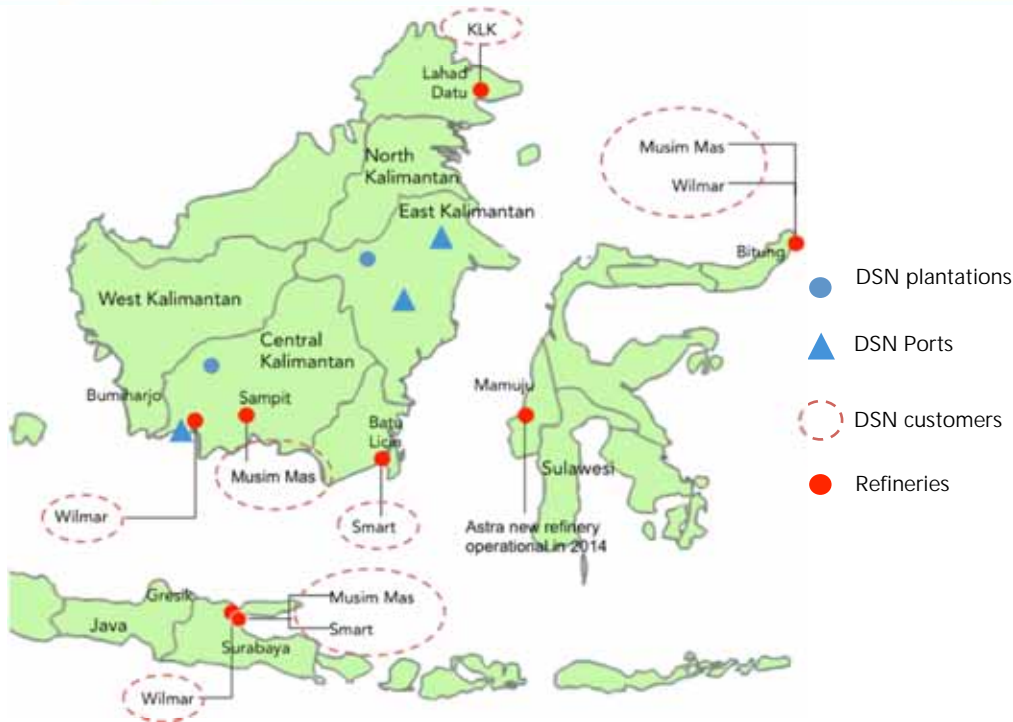 KLK
Lahad
Datu
North
Kalimantan
Musim Mas
Wilmar
East Kalimantan
Bitung
DSN plantations
West Kalimantan
DSN Ports
Central
Kalimantan
Mamuju
Bumiharjo
Sampit
Batu
Licin
DSN customers
Sulawesi
Musim Mas
Refineries
Wilmar
Smart
Astra new refinery
operational in 2014
Gresik
Musim Mas
Java
Smart
Surabaya
Wilmar